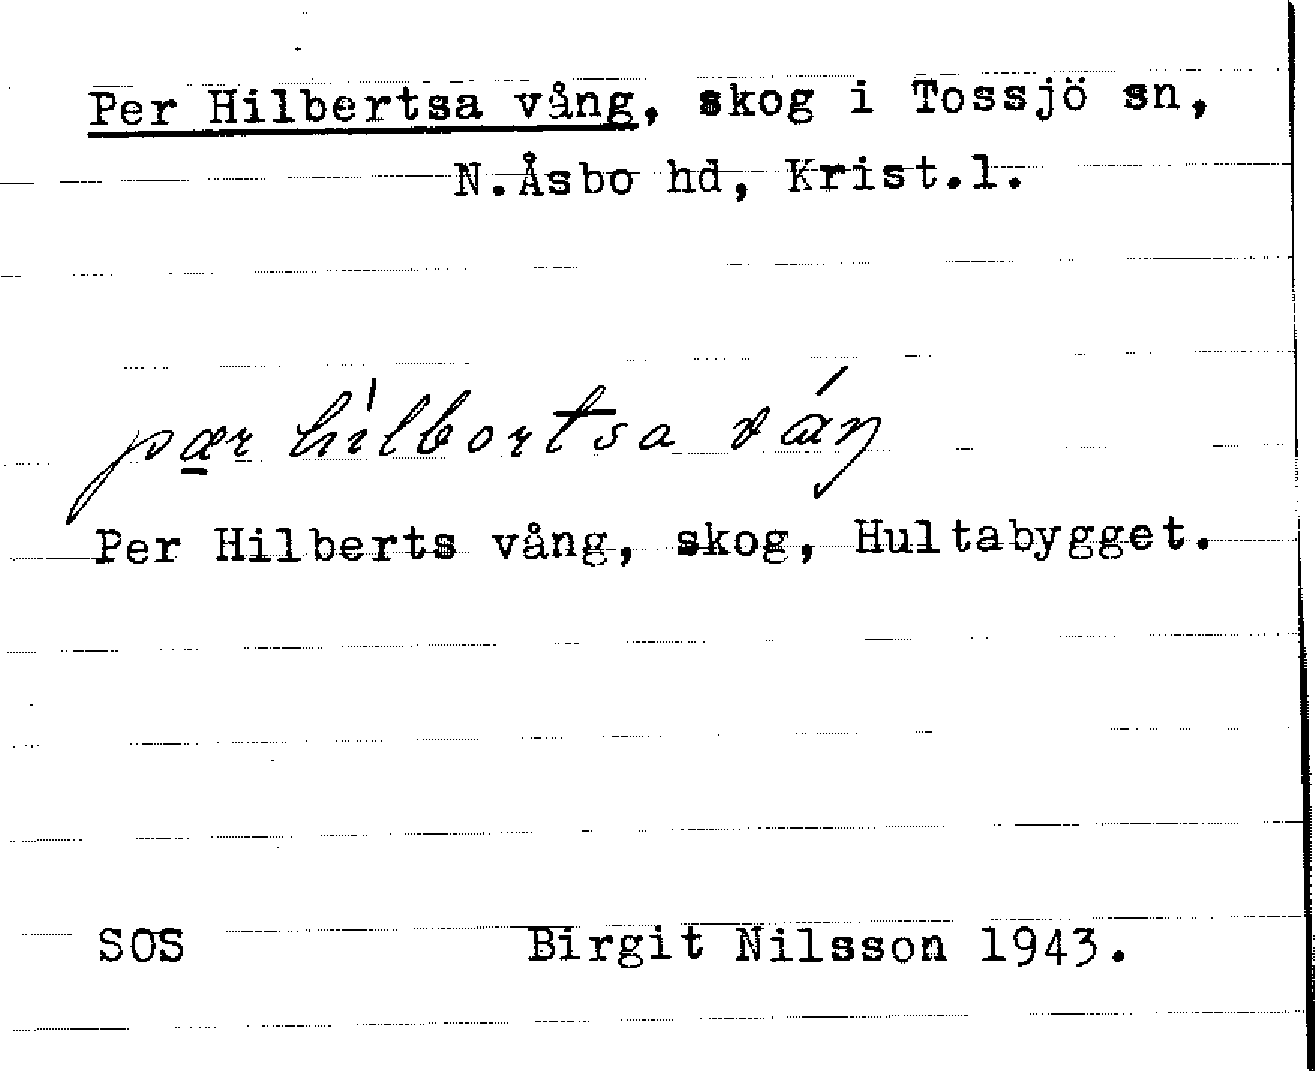 Per Hilbertsa vång, skog i Tossjö sn,
N.Åsbo hd, Krist.l.
pær hilbortsa váŋ
Per Hilberts vång, skog, Hultabygget.
SOS Birgit Nilsson 1943.